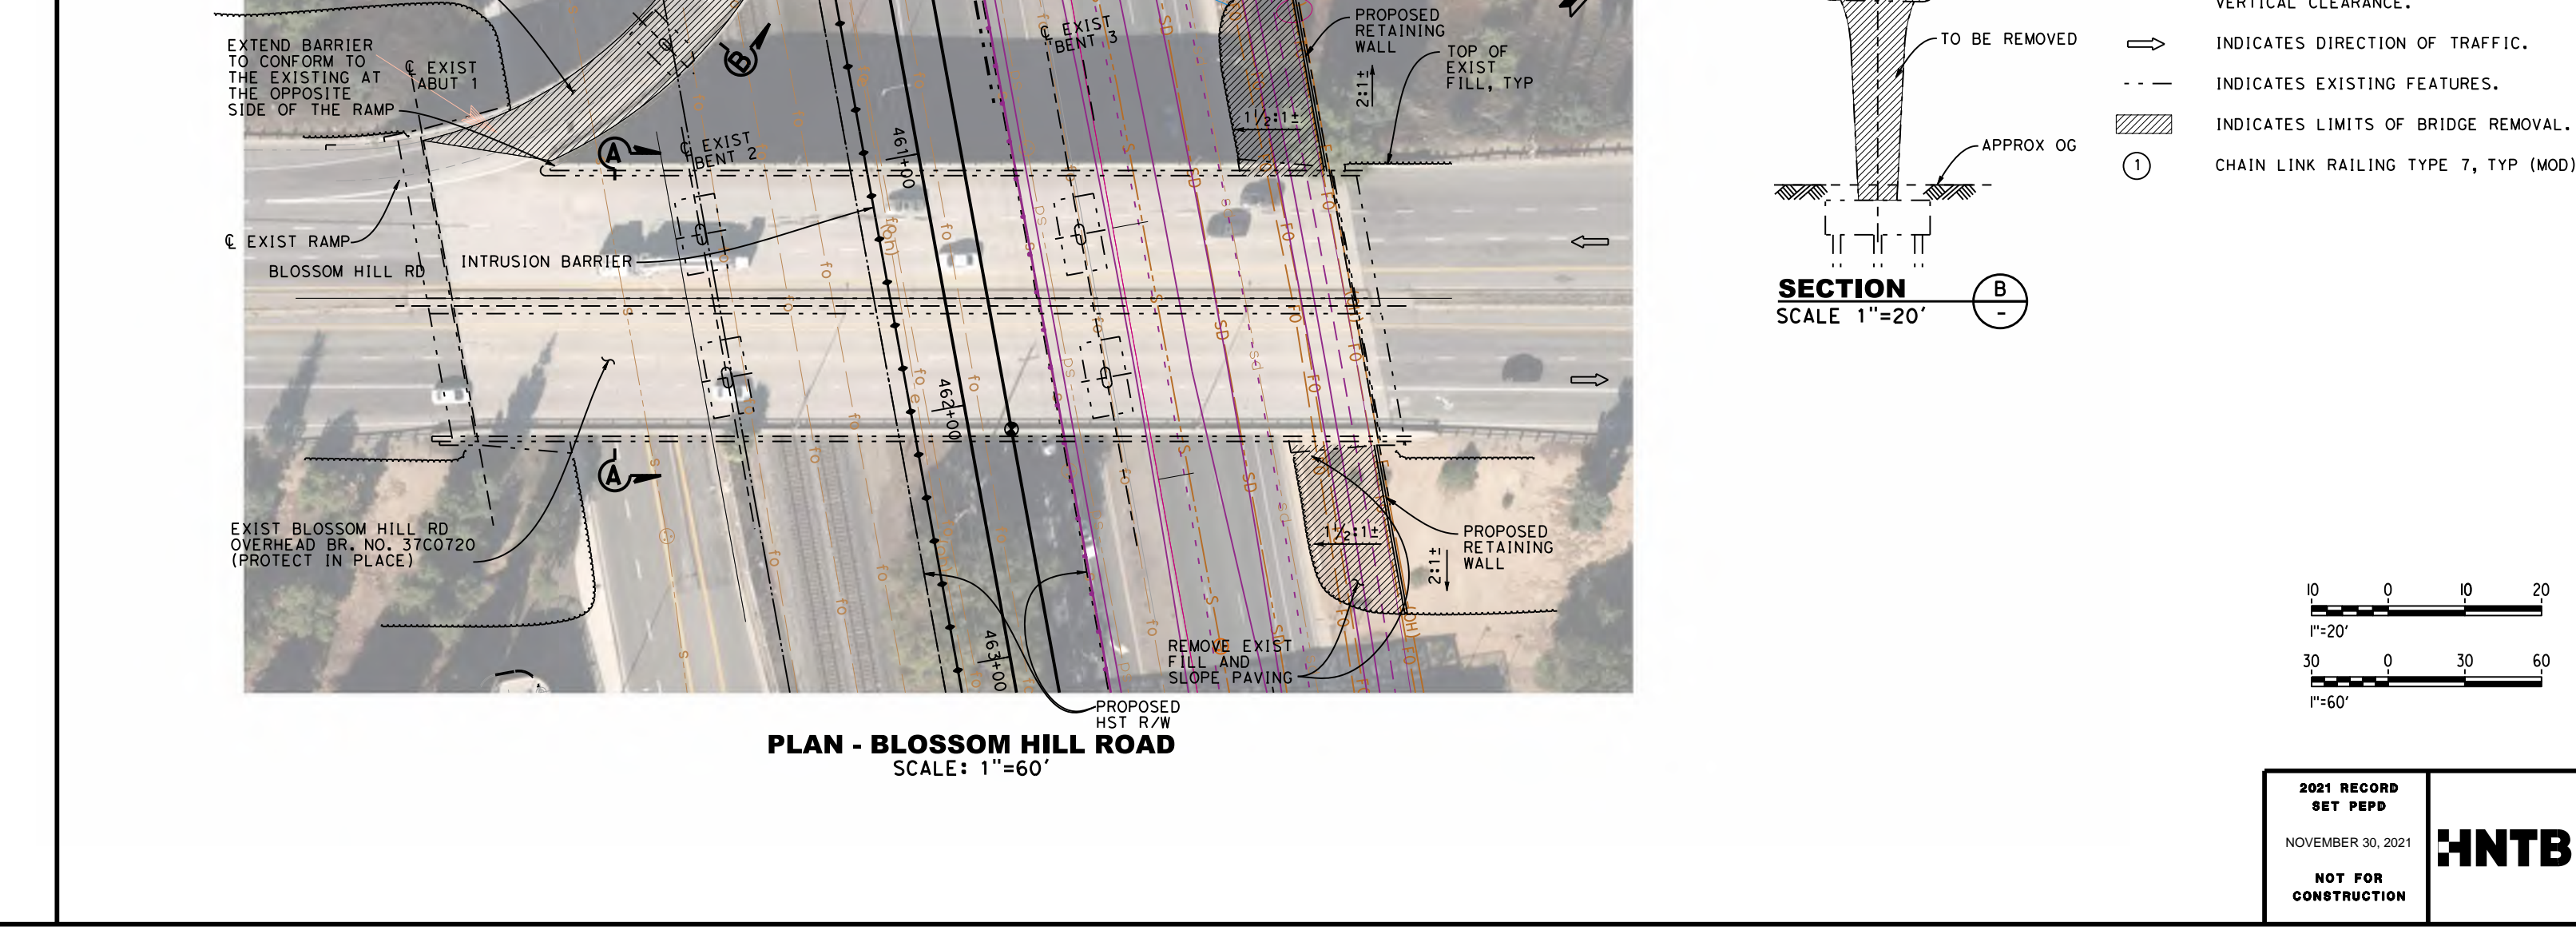 EXTEND BARRIER
TO CONFORM TO
THE EXISTING AT
THE OPPOSITE
SIDE OF THE RAMP
℄ EXIST
ABUT 1
B
℄ EXIST
BENT 3
PROPOSED
RETAINING
WALL
TOP OF
EXIST
FILL, TYP
2:1±
1½:1±
A
℄ EXIST
BENT 2
461+00
℄ EXIST RAMP
BLOSSOM HILL RD
INTRUSION BARRIER
462+00
A
EXIST BLOSSOM HILL RD
OVERHEAD BR. NO. 37C0720
(PROTECT IN PLACE)
1½:1±
2:1±
PROPOSED
RETAINING
WALL
463+00
REMOVE EXIST
FILL AND
SLOPE PAVING
PROPOSED
HST R/W
PLAN - BLOSSOM HILL ROAD
SCALE: 1"=60'
TO BE REMOVED
APPROX OG
SECTION
B
-
SCALE 1"=20'
VERTICAL CLEARANCE.
INDICATES DIRECTION OF TRAFFIC.
INDICATES EXISTING FEATURES.
INDICATES LIMITS OF BRIDGE REMOVAL.
1
CHAIN LINK RAILING TYPE 7, TYP (MOD)
10 0 10 20
1"=20'
30 0 30 60
1"=60'
2021 RECORD
SET PEPD
NOVEMBER 30, 2021
NOT FOR
CONSTRUCTION
HNTB